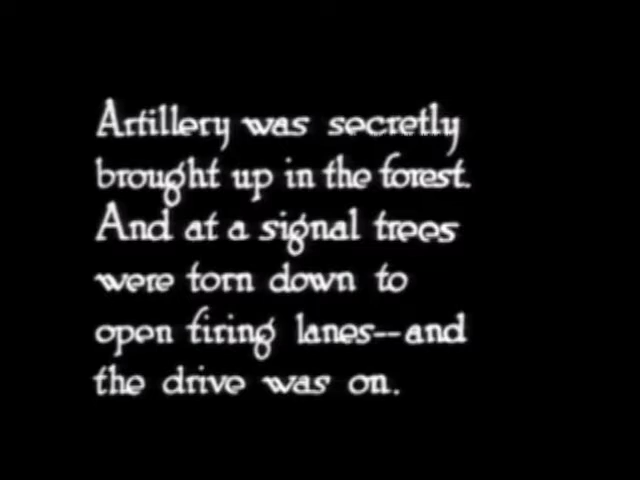 Artillery was secretly
brought up in the forest.
And at a signal trees
were torn down to
open firing lanes--and
the drive was on.